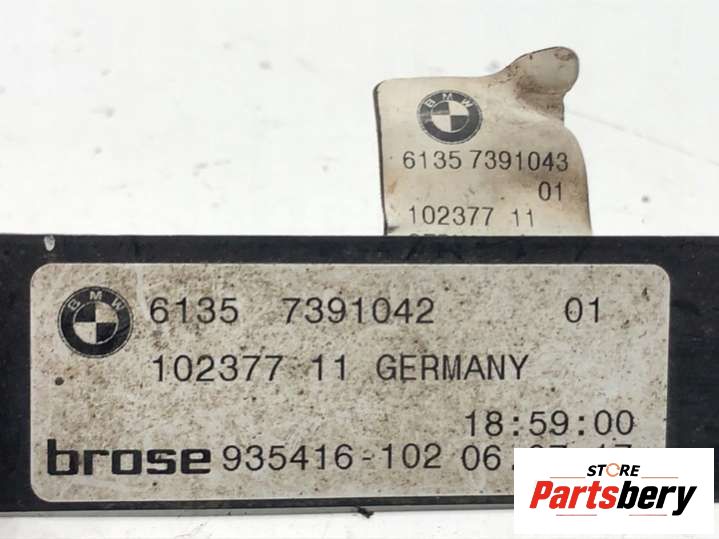 BMW
6135 7391043
01
102377 11
BMW
6135 7391042 01
102377 11 GERMANY
18:59:00
brose 935416-102 06
STORE
Partsbery